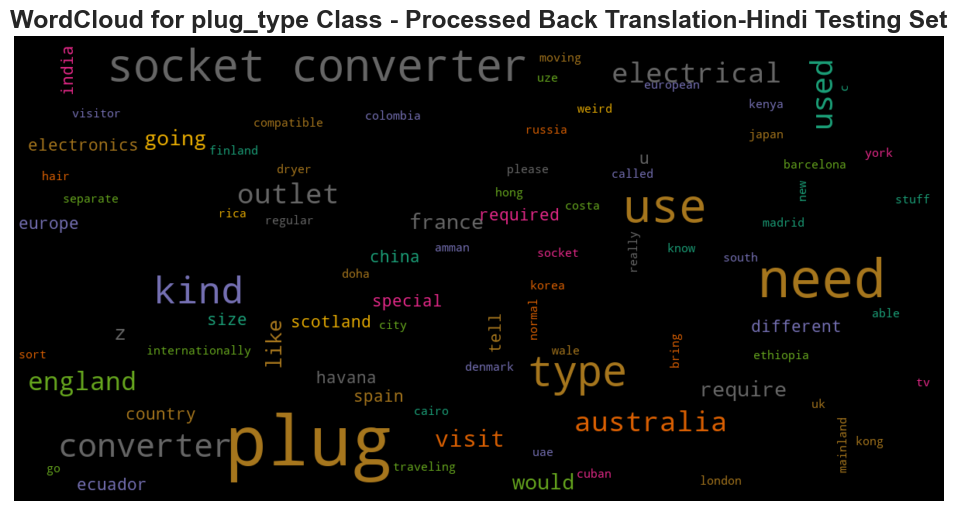 WordCloud for plug_type Class - Processed Back Translation-Hindi Testing Set
india
socket converter
moving
uze
electrical
european
used
c
visitor
compatible
colombia
weird
kenya
electronics
going
finland
russia
u
japan
york
hair
dryer
please
called
barcelona
separate
outlet
hong
costa
use
new
stuff
europe
rica
regular
france
required
madrid
amman
really
know
china
doha
socket
south
need
kind
special
korea
able
size
scotland
city
normal
different
z
like
tell
sort
internationally
wale
bring
ethiopia
england
havana
denmark
type
require
tv
country
spain
cairo
uk
converter
plug
visit
australia
mainland
kong
go
traveling
uae
ecuador
would
cuban
london